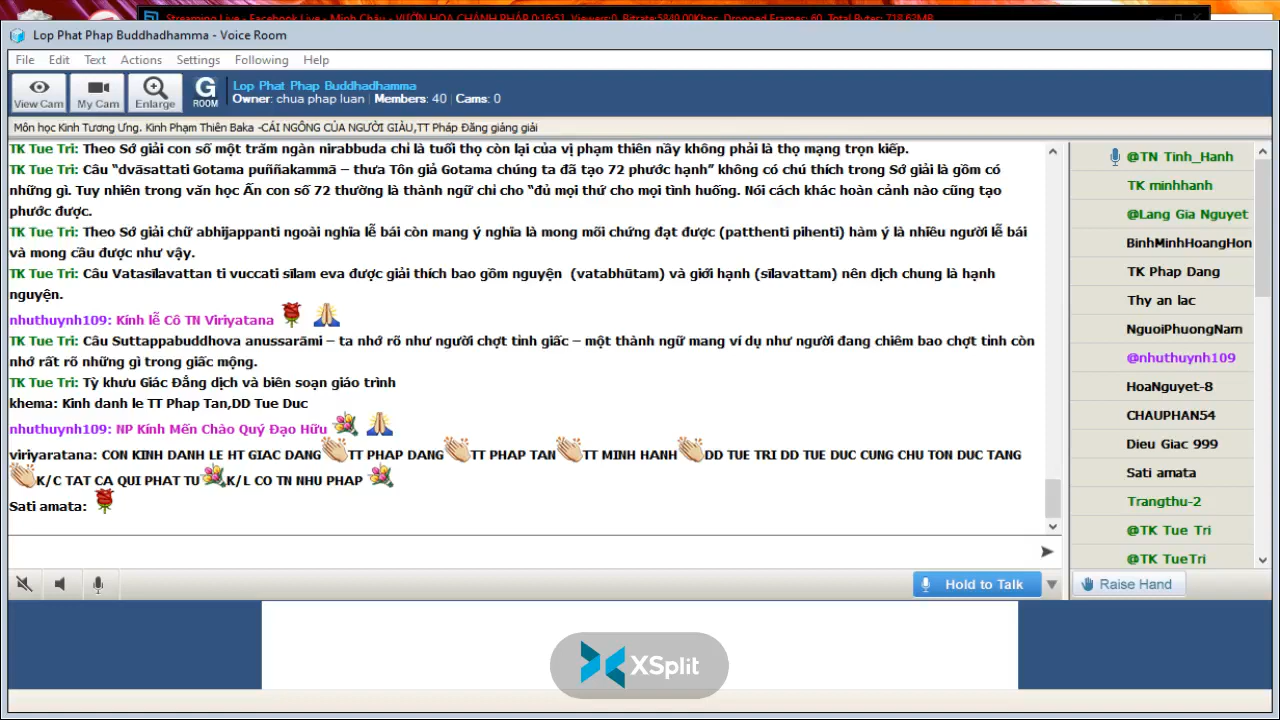 Streaming Live - Facebook Live - Minh Châu - VƯỜN HOA CHÁNH PHÁP 0:16:51, Viewers:0, Bitrate:5840.00Kbps, Dropped Frames: 60, Total Bytes: 718.62MB
Lop Phat Phap Buddhadhamma - Voice Room
File Edit Text Actions Settings Following Help
View Cam My Cam Enlarge G ROOM
Lop Phat Phap Buddhadhamma
Owner: chua phap luan | Members: 40 | Cams: 0
Môn học Kinh Tương Ưng. Kinh Phạm Thiên Baka -CÁI NGÔNG CỦA NGƯỜI GIÀU,TT Pháp Đăng giảng giải
TK Tue Tri: Theo Sớ giải con số một trăm ngàn nirabbuda chỉ là tuổi thọ còn lại của vị phạm thiên nầy không phải là thọ mạng trọn kiếp.
TK Tue Tri: Câu “dvāsattati Gotama puññakammā – thưa Tôn giả Gotama chúng ta đã tạo 72 phước hạnh” không có chú thích trong Sớ giải là gồm có
những gì. Tuy nhiên trong văn học Ấn con số 72 thường là thành ngữ chỉ cho “đủ mọi thứ cho mọi tình huống. Nói cách khác hoàn cảnh nào cũng tạo
phước được.
TK Tue Tri: Theo Sớ giải chữ abhijappanti ngoài nghĩa lễ bái còn mang ý nghĩa là mong mõi chứng đạt được (patthenti pihenti) hàm ý là nhiều người lễ bái
và mong cầu được như vậy.
TK Tue Tri: Câu Vatasīlavattan ti vuccati sīlam eva được giải thích bao gồm nguyện (vatabhūtam) và giới hạnh (sīlavattam) nên dịch chung là hạnh
nguyện.
nhuthuynh109: Kính lễ Cô TN Viriyatana
TK Tue Tri: Câu Suttappabuddhova anussarāmi – ta nhớ rõ như người chợt tỉnh giấc – một thành ngữ mang ví dụ như người đang chiêm bao chợt tỉnh còn
nhớ rất rõ những gì trong giấc mộng.
TK Tue Tri: Tỳ khưu Giác Đẳng dịch và biên soạn giáo trình
khema: Kinh danh le TT Phap Tan,DD Tue Duc
nhuthuynh109: NP Kính Mến Chào Quý Đạo Hữu
viriyaratana: CON KINH DANH LE HT GIAC DANG TT PHAP DANG TT PHAP TAN TT MINH HANH DD TUE TRI DD TUE DUC CUNG CHU TON DUC TANG
K/C TAT CA QUI PHAT TU K/L CO TN NHU PHAP
Sati amata:
@TN Tinh_Hanh
TK minhhanh
@Lang Gia Nguyet
BinhMinhHoangHon
TK Phap Dang
Thy an lac
NguoiPhuongNam
@nhuthuynh109
HoaNguyet-8
CHAUPHAN54
Dieu Giac 999
Sati amata
Trangthu-2
@TK Tue Tri
@TK TueTri
Hold to Talk
Raise Hand
XSplit